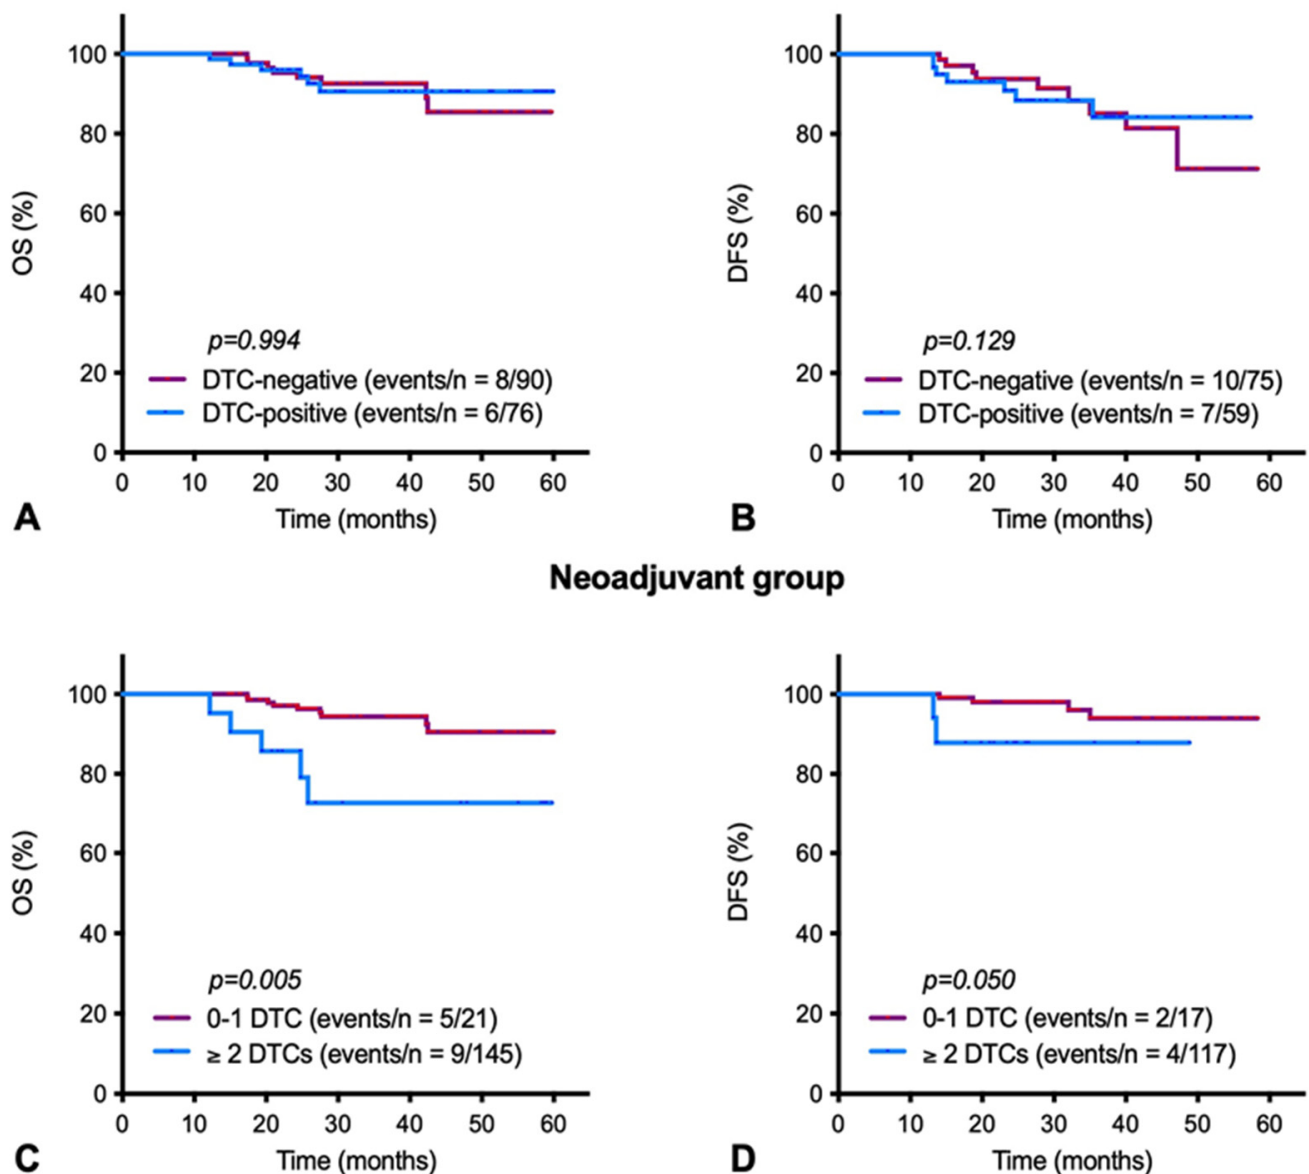 100
80
60
40
20
0
OS (%)
p=0.994
DTC-negative (events/n = 8/90)
DTC-positive (events/n = 6/76)
0 10 20 30 40 50 60
Time (months)
A
100
80
60
40
20
0
DFS (%)
p=0.129
DTC-negative (events/n = 10/75)
DTC-positive (events/n = 7/59)
0 10 20 30 40 50 60
Time (months)
B
Neoadjuvant group
100
80
60
40
20
0
OS (%)
p=0.005
0-1 DTC (events/n = 5/21)
≥ 2 DTCs (events/n = 9/145)
0 10 20 30 40 50 60
Time (months)
C
100
80
60
40
20
0
DFS (%)
p=0.050
0-1 DTC (events/n = 2/17)
≥ 2 DTCs (events/n = 4/117)
0 10 20 30 40 50 60
Time (months)
D